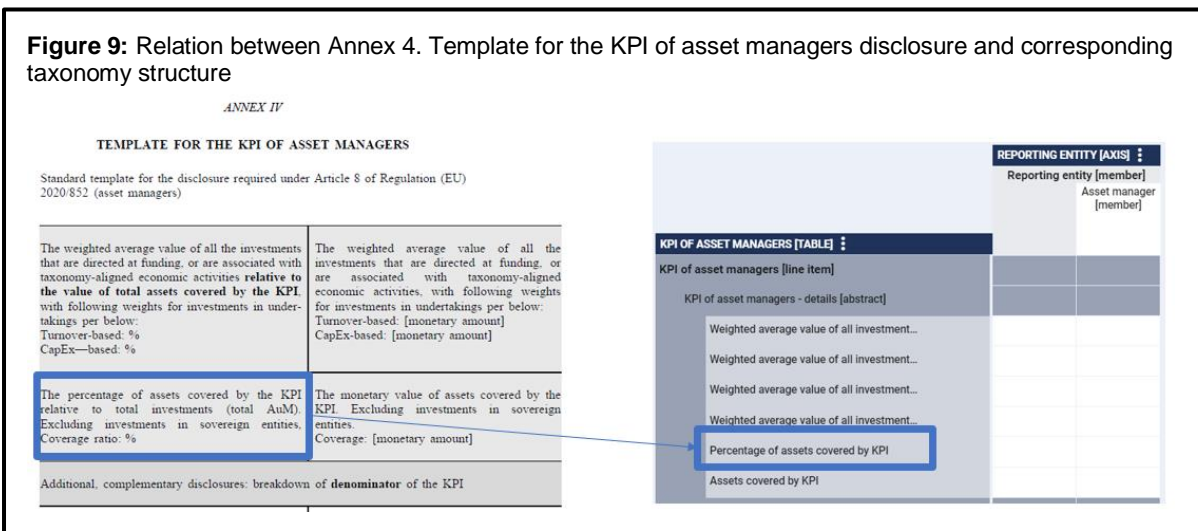 Figure 9: Relation between Annex 4. Template for the KPI of asset managers disclosure and corresponding
taxonomy structure
ANNEX IV
TEMPLATE FOR THE KPI OF ASSET MANAGERS
Standard template for the disclosure required under Article 8 of Regulation (EU)
2020/852 (asset managers)
The weighted average value of all the investments
that are directed at funding, or are associated with
taxonomy-aligned economic activities relative to
the value of total assets covered by the KPI,
with following weights for investments in under-
takings per below:
Turnover-based: %
CapEx—based: %
The weighted average value of all the
investments that are directed at funding, or
are associated with taxonomy-aligned
economic activities, with following weights
for investments in undertakings per below:
Turnover-based: [monetary amount]
CapEx-based: [monetary amount]
The percentage of assets covered by the KPI
relative to total investments (total AuM).
Excluding investments in sovereign entities,
Coverage ratio: %
The monetary value of assets covered by the
KPI. Excluding investments in sovereign
entities.
Coverage: [monetary amount]
Additional, complementary disclosures: breakdown of denominator of the KPI
REPORTING ENTITY [AXIS]
Reporting entity [member]
Asset manager
[member]
KPI OF ASSET MANAGERS [TABLE]
KPI of asset managers [line item]
KPI of asset managers - details [abstract]
Weighted average value of all investment...
Weighted average value of all investment...
Weighted average value of all investment...
Weighted average value of all investment...
Percentage of assets covered by KPI
Assets covered by KPI